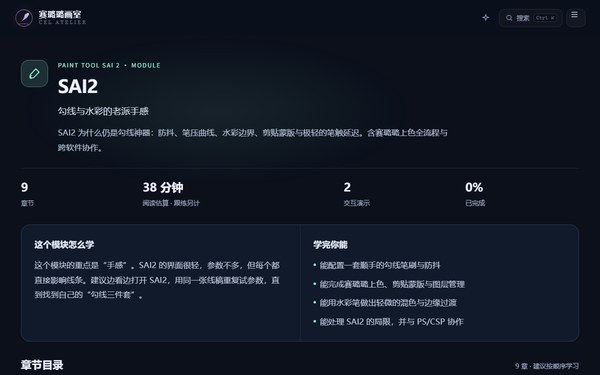 赛璐璐画室
CEL ATELIER
搜索 Ctrl K
PAINT TOOL SAI 2 • MODULE
SAI2
勾线与水彩的老派手感
SAI2 为什么仍是勾线神器：防抖、笔压曲线、水彩边界、剪贴蒙版与极轻的笔触延迟。含赛璐璐上色全流程与
跨软件协作。
9
章节
38 分钟
阅读估算 · 跟练另计
2
交互演示
0%
已完成
这个模块怎么学
这个模块的重点是“手感”。SAI2 的界面很轻，参数不多，但每个都
直接影响线条。建议边看边打开 SAI2，用同一张线稿重复试参数，直
到找到自己的“勾线三件套”。
学完你能
• 能配置一套顺手的勾线笔刷与防抖
• 能完成赛璐璐上色、剪贴蒙版与图层管理
• 能用水彩笔做出轻微的混色与边缘过渡
• 能处理 SAI2 的局限，并与 PS/CSP 协作
章节目录
9 章 · 建议按顺序学习